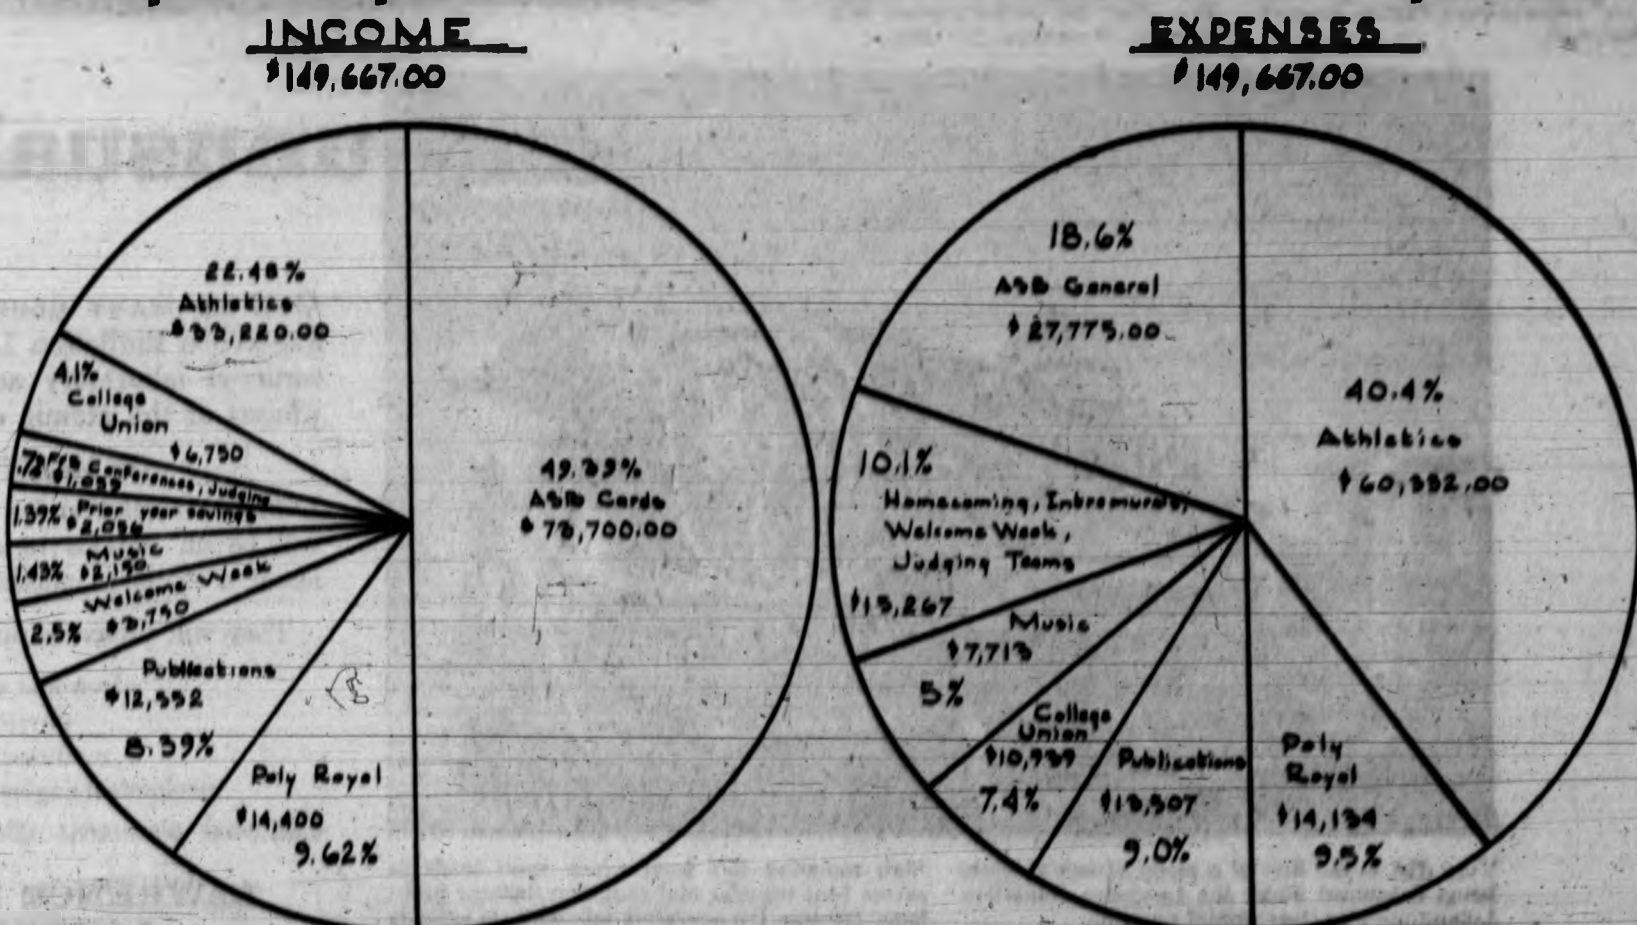 INCOME
$149,667.00
22.48%
Athletics
$33,220.00
4.1%
College
Union
$6,750
Conferences, Judging
1.39% Prior year savings
$2,056
Music
1.43% $2,150
Welcome Week
2.5% $3,750
Publications
$12,552
8.39%
Poly Royal
$14,400
9.62%
49.39%
ASB Cards
$73,700.00
EXPENSES
$149,667.00
18.6%
ASB General
$27,775.00
10.1%
Homecoming, Intramurals,
Welcome Week,
Judging Teams
$15,267
Music
$7,713
5%
College
Union
$10,939
7.4%
Publications
$13,507
9.0%
Poly
Royal
$14,134
9.5%
40.4%
Athletics
$60,332.00